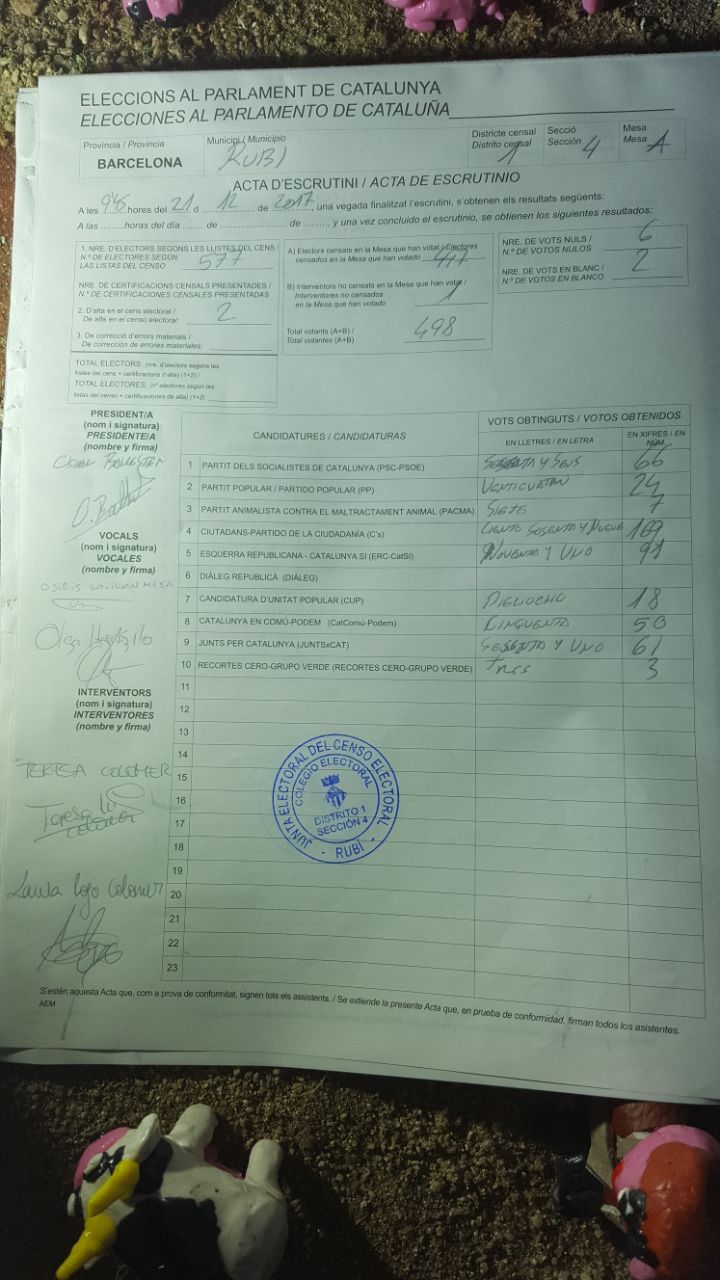 ELECCIONS AL PARLAMENT DE CATALUNYA
ELECCIONES AL PARLAMENTO DE CATALUÑA
Província / Provincia
BARCELONA
Municipi / Municipio
RUBÍ
Districte censal
Distrito censal
1
Secció
Sección
4
Mesa
Mesa
A
ACTA D'ESCRUTINI / ACTA DE ESCRUTINIO
A les 9'45 hores del 21 d 12 de 2017 una vegada finalitzat l'escrutini, s'obtenen els resultats següents:
A las ........hores del día ...... de .................... de ......... y una vez concluido el escrutinio, se obtienen los siguientes resultados:
1. NRE. D'ELECTORS SEGONS LES LLISTES DEL CENS /
N.º DE ELECTORES SEGÚN
LAS LISTAS DEL CENSO
577
NRE. DE CERTIFICACIONS CENSALS PRESENTADES /
N.º DE CERTIFICACIONES CENSALES PRESENTADAS
2. D'alta en el cens electoral /
De alta en el censo electoral:
2
3. De correcció d'errors materials /
De corrección de errores materiales:
TOTAL ELECTORS: (nre. d'electors segons les
llistes del cens + certificacions d'alta) (1+2) /
TOTAL ELECTORES: (nº electores según las
listas del censo + certificaciones de alta) (1+2)
A) Electors censats en la Mesa que han votat / Electores
censados en la Mesa que han votado
B) Interventors no censats en la Mesa que han votat /
Interventores no censados
en la Mesa que han votado
1
Total votants (A+B) /
Total votantes (A+B)
498
NRE. DE VOTS NULS /
N.º DE VOTOS NULOS
6
NRE. DE VOTS EN BLANC /
N.º DE VOTOS EN BLANCO
2
PRESIDENT/A
(nom i signatura)
PRESIDENTE/A
(nombre y firma)
VOCALS
(nom i signatura)
VOCALES
(nombre y firma)
OSIRIS
Olga
INTERVENTORS
(nom i signatura)
INTERVENTORES
(nombre y firma)
TERESA COLOMER
Teresa
Colomer
Laura Cojo Colomer
CANDIDATURES / CANDIDATURAS
VOTS OBTINGUTS / VOTOS OBTENIDOS
EN LLETRES / EN LETRA
EN XIFRES / EN NÚM.
1 PARTIT DELS SOCIALISTES DE CATALUNYA (PSC-PSOE) SESENTA Y SEIS 66
2 PARTIT POPULAR / PARTIDO POPULAR (PP) 24
3 PARTIT ANIMALISTA CONTRA EL MALTRACTAMENT ANIMAL (PACMA) SIETE 7
4 CIUTADANS-PARTIDO DE LA CIUDADANÍA (C's) CIENTO SESENTA Y NUEVE 169
5 ESQUERRA REPUBLICANA - CATALUNYA SI (ERC-CatSí) NOVENTA Y UNO 91
6 DIÀLEG REPUBLICÀ (DIÀLEG)
7 CANDIDATURA D'UNITAT POPULAR (CUP) DIECIOCHO 18
8 CATALUNYA EN COMÚ-PODEM (CatComú-Podem) CINCUENTA 50
9 JUNTS PER CATALUNYA (JUNTSxCAT) SESENTA Y UNO 61
10 RECORTES CERO-GRUPO VERDE (RECORTES CERO-GRUPO VERDE) Tres 3
11
12
13
14
15
16
17
18
19
20
21
22
23
JUNTA ELECTORAL DEL CENSO ELECTORAL
COLEGIO ELECTORAL
DISTRITO 1
SECCIÓN 4
- RUBÍ -
S'estén aquesta Acta que, com a prova de conformitat, signen tots els assistents. / Se extiende la presente Acta que, en prueba de conformidad, firman todos los asistentes.
AEM